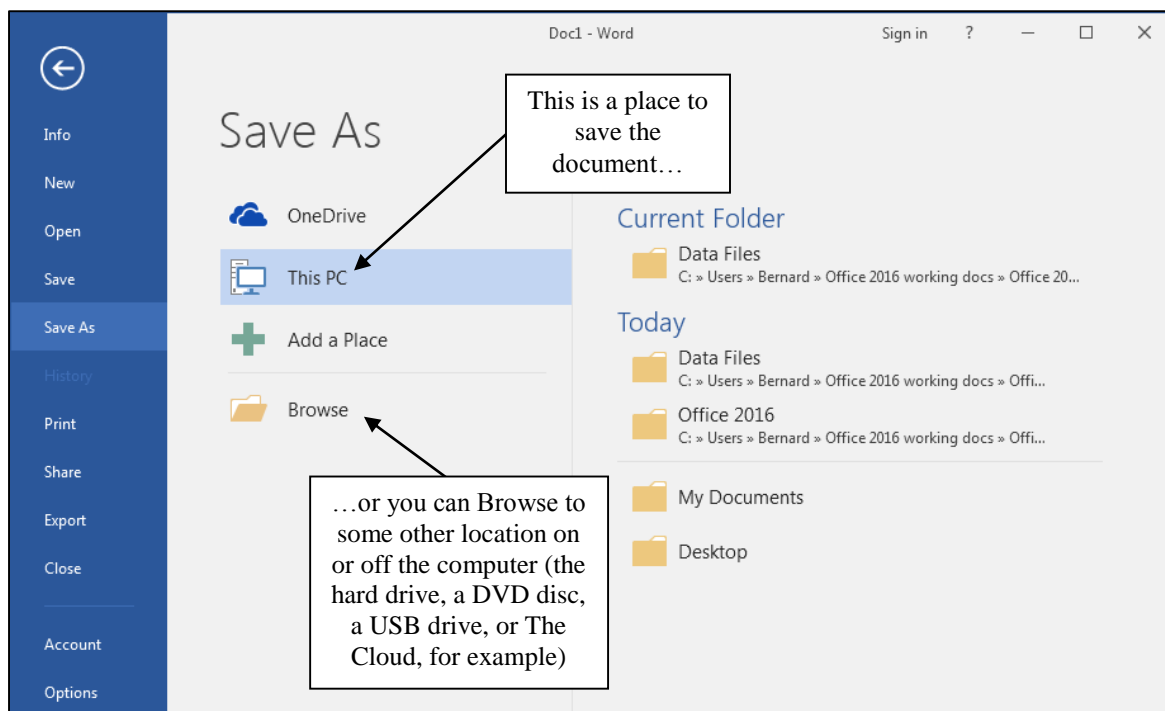 Doc1 - Word
Sign in ?
Info
New
Open
Save
Save As
History
Print
Share
Export
Close
Account
Options
Save As
OneDrive
This PC
Add a Place
Browse
This is a place to
save the
document…
…or you can Browse to
some other location on
or off the computer (the
hard drive, a DVD disc,
a USB drive, or The
Cloud, for example)
Current Folder
Data Files
C: » Users » Bernard » Office 2016 working docs » Office 20...
Today
Data Files
C: » Users » Bernard » Office 2016 working docs » Offi...
Office 2016
C: » Users » Bernard » Office 2016 working docs » Offi...
My Documents
Desktop